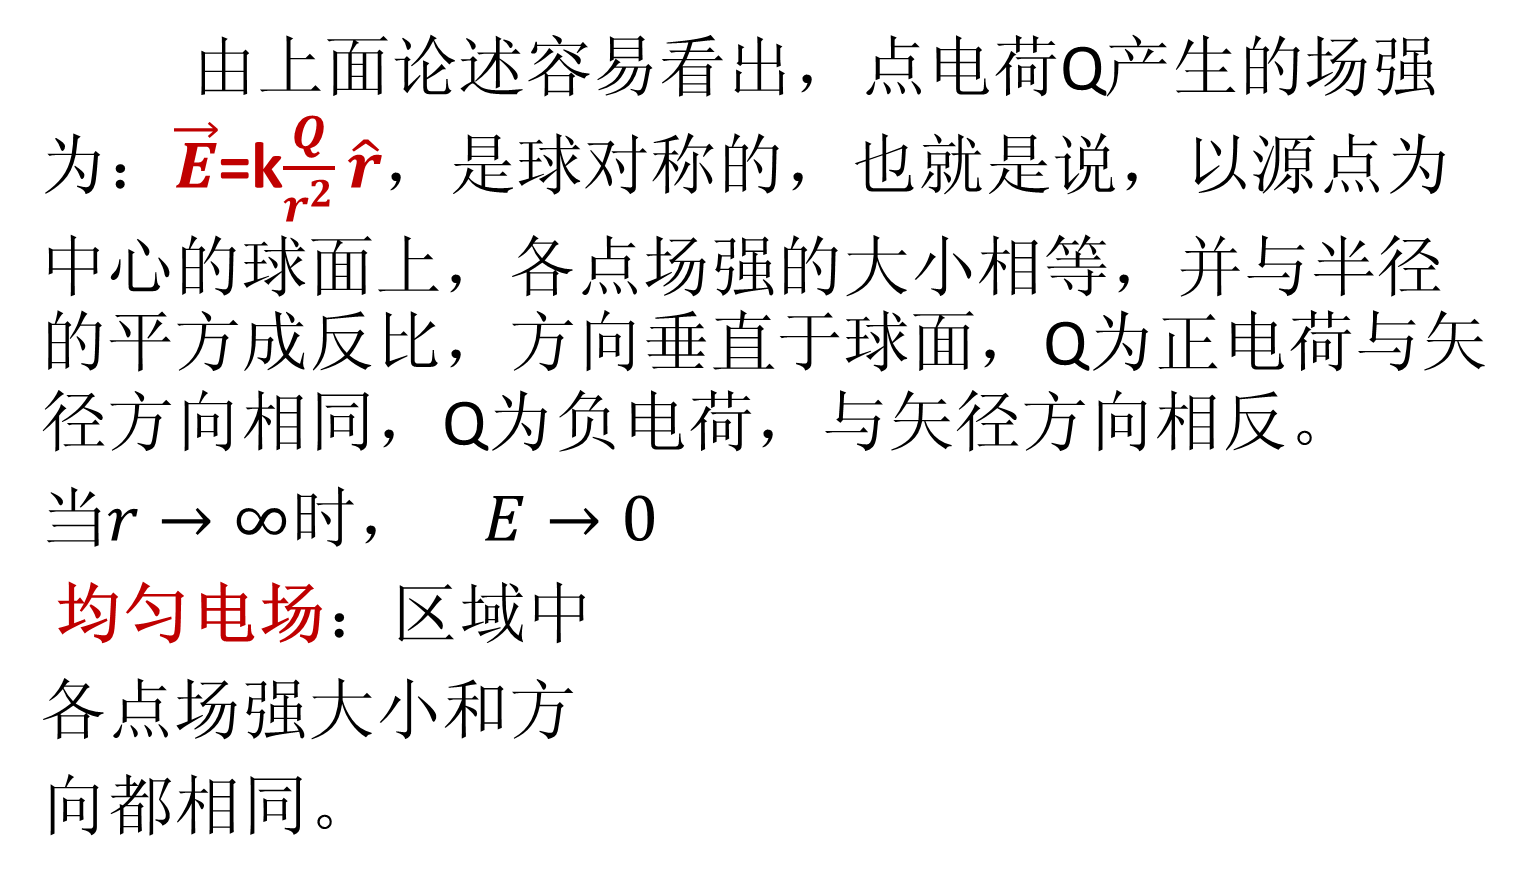 由上面论述容易看出，点电荷Q产生的场强
为：$\vec{E}$=k$\frac{Q}{r^2}\hat{r}$，是球对称的，也就是说，以源点为
中心的球面上，各点场强的大小相等，并与半径
的平方成反比，方向垂直于球面，Q为正电荷与矢
径方向相同，Q为负电荷，与矢径方向相反。
当r → ∞时， E → 0
均匀电场：区域中
各点场强大小和方
向都相同。